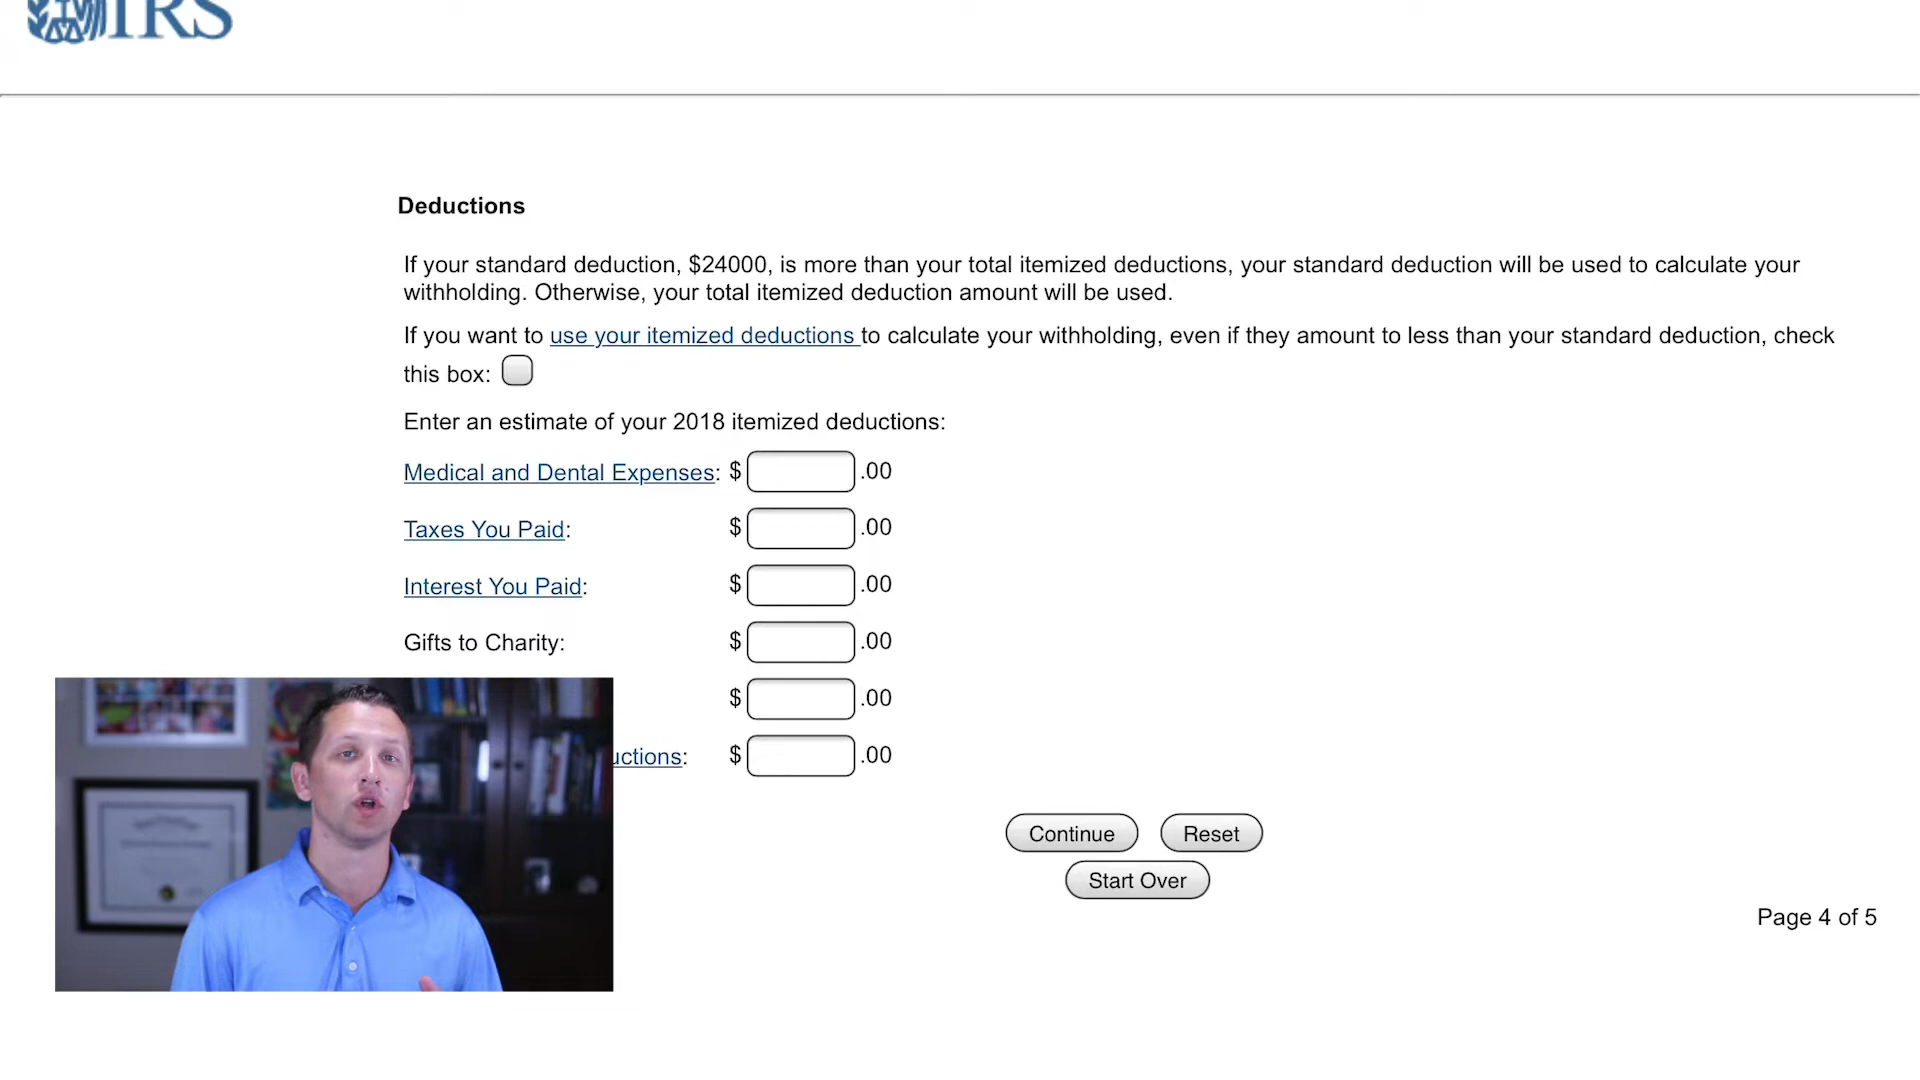 IRS
Deductions
If your standard deduction, $24000, is more than your total itemized deductions, your standard deduction will be used to calculate your
withholding. Otherwise, your total itemized deduction amount will be used.
If you want to use your itemized deductions to calculate your withholding, even if they amount to less than your standard deduction, check
this box:
Enter an estimate of your 2018 itemized deductions:
Medical and Dental Expenses: $ .00
Taxes You Paid: $ .00
Interest You Paid: $ .00
Gifts to Charity: $ .00
$ .00
uctions: $ .00
Continue Reset
Start Over
Page 4 of 5